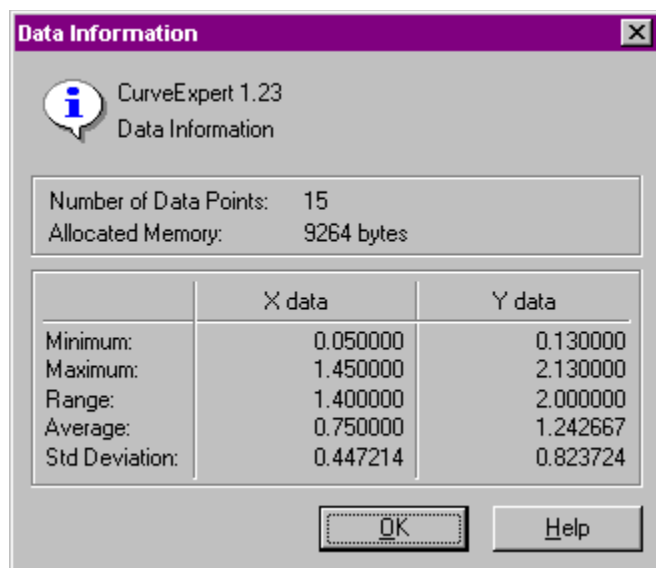 Data Information
CurveExpert 1.23
Data Information
Number of Data Points: 15
Allocated Memory: 9264 bytes
X data Y data
Minimum: 0.050000 0.130000
Maximum: 1.450000 2.130000
Range: 1.400000 2.000000
Average: 0.750000 1.242667
Std Deviation: 0.447214 0.823724
OK Help